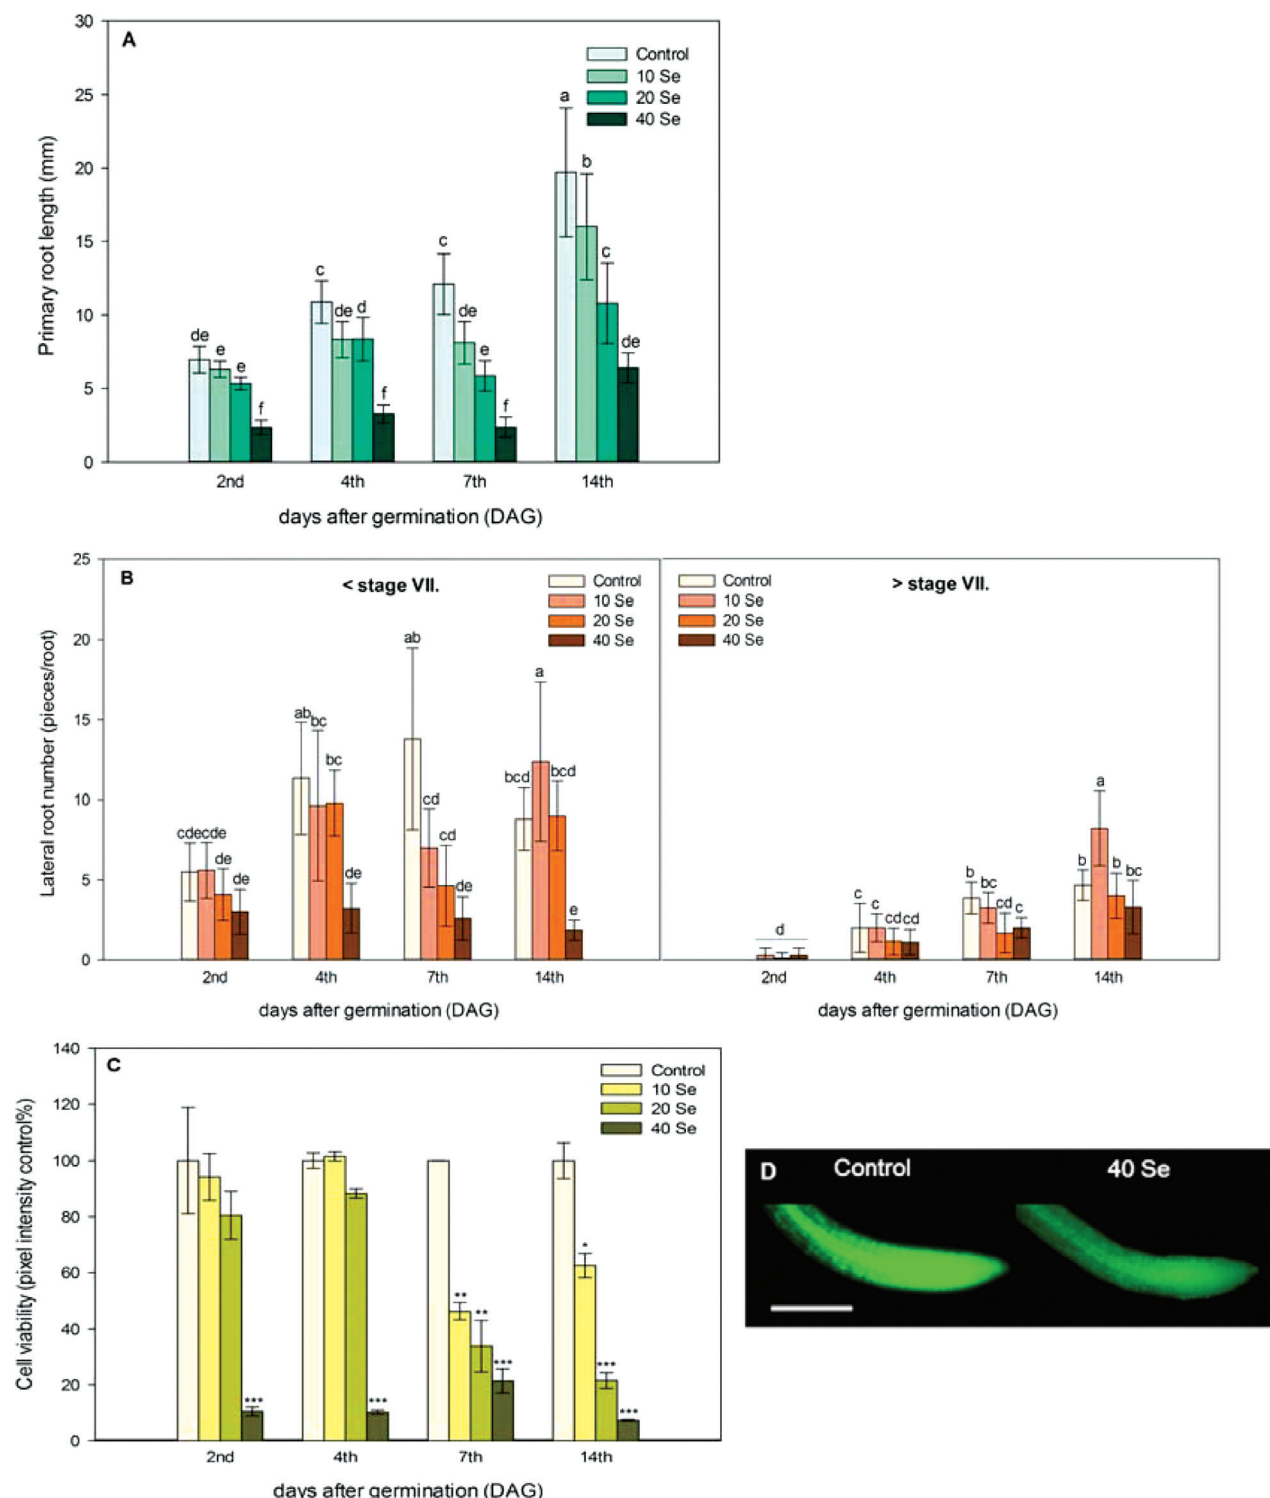 A
Control
10 Se
20 Se
40 Se
30
25
20
15
10
5
0
Primary root length (mm)
de e e f
c de d f
c de e f
a b c de
2nd 4th 7th 14th
days after germination (DAG)
B
< stage VII.
Control
10 Se
20 Se
40 Se
25
20
15
10
5
0
Lateral root number (pieces/root)
cde cde de de
ab bc bc de
ab cd cd de
bcd a bcd e
2nd 4th 7th 14th
days after germination (DAG)
Control
10 Se
20 Se
40 Se
> stage VII.
d
c c cd cd
b bc cd c
b a b bc
2nd 4th 7th 14th
days after germination (DAG)
C
Control
10 Se
20 Se
40 Se
140
120
100
80
60
40
20
0
Cell viability (pixel intensity control%)
***
***
** ** ***
* *** ***
2nd 4th 7th 14th
days after germination (DAG)
D
Control 40 Se